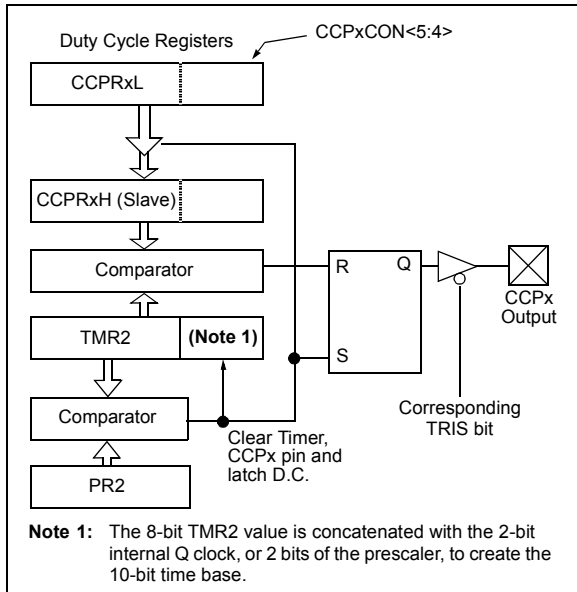 Duty Cycle Registers
CCPxCON<5:4>
CCPRxL
CCPRxH (Slave)
Comparator
TMR2
(Note 1)
Comparator
PR2
R
Q
S
CCPx
Output
Corresponding
TRIS bit
Clear Timer,
CCPx pin and
latch D.C.
Note 1: The 8-bit TMR2 value is concatenated with the 2-bit
internal Q clock, or 2 bits of the prescaler, to create the
10-bit time base.